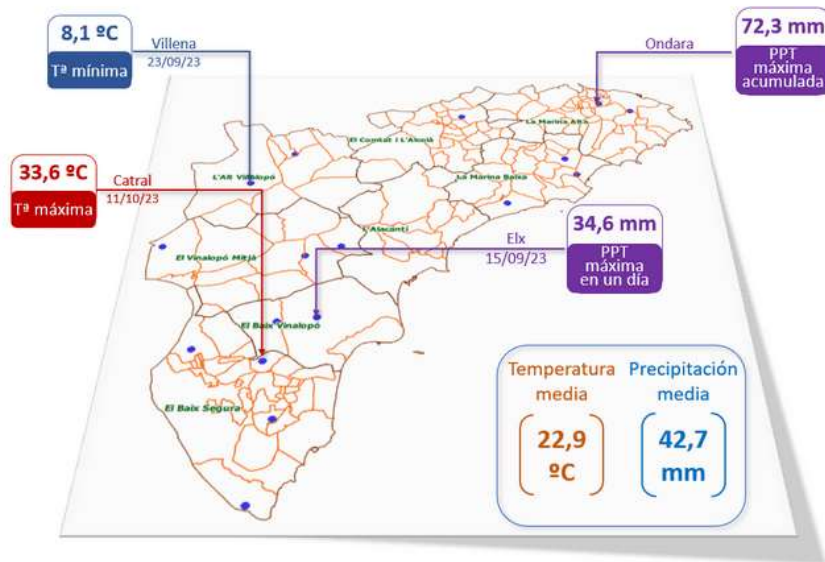 8,1 ºC
Tª mínima
Villena
23/09/23
Ondara
72,3 mm
PPT
máxima
acumulada
La Marina Alta
El Comtat i L'Alcoià
33,6 ºC
Tª máxima
Catral
11/10/23
L'Alt Vinalopó
La Marina Baixa
L'Alacantí
Elx
15/09/23
34,6 mm
PPT
máxima
en un día
El Vinalopó Mitjà
El Baix Vinalopó
El Baix Segura
Temperatura
media
22,9
ºC
Precipitación
media
42,7
mm